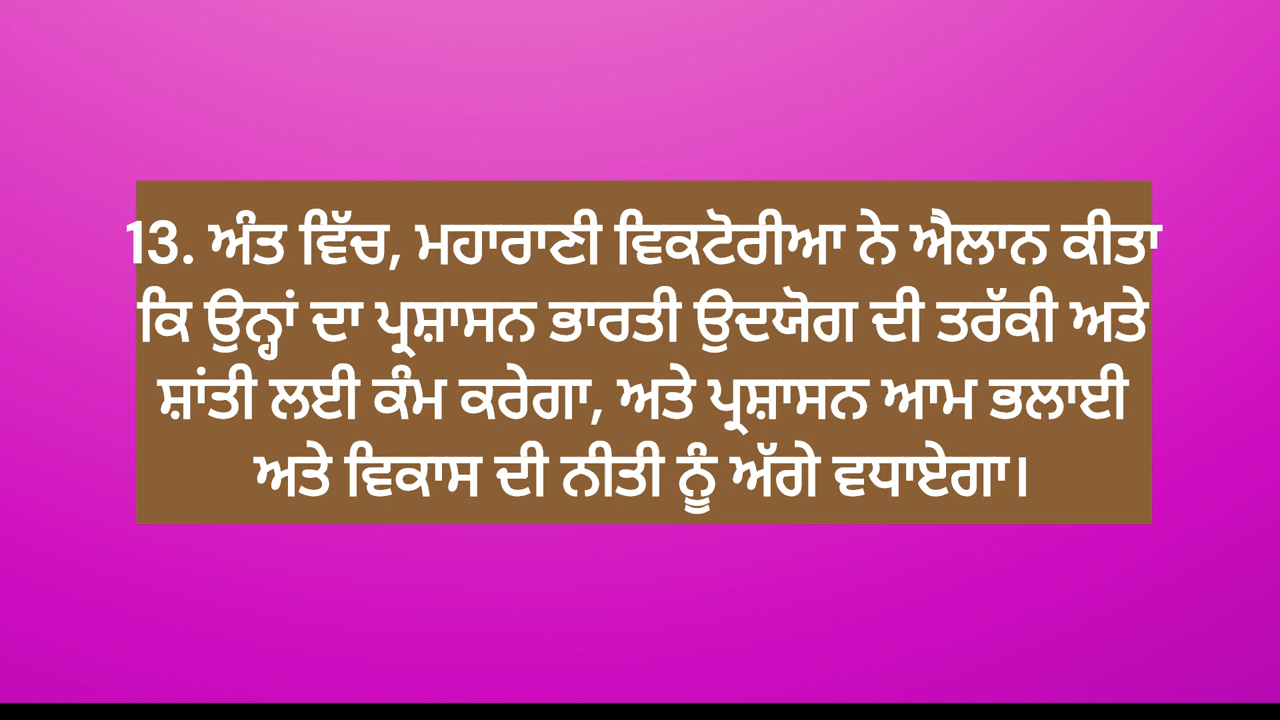 13. ਅੰਤ ਵਿੱਚ, ਮਹਾਰਾਣੀ ਵਿਕਟੋਰੀਆ ਨੇ ਐਲਾਨ ਕੀਤਾ
ਕਿ ਉਨ੍ਹਾਂ ਦਾ ਪ੍ਰਸ਼ਾਸਨ ਭਾਰਤੀ ਉਦਯੋਗ ਦੀ ਤਰੱਕੀ ਅਤੇ
ਸ਼ਾਂਤੀ ਲਈ ਕੰਮ ਕਰੇਗਾ, ਅਤੇ ਪ੍ਰਸ਼ਾਸਨ ਆਮ ਭਲਾਈ
ਅਤੇ ਵਿਕਾਸ ਦੀ ਨੀਤੀ ਨੂੰ ਅੱਗੇ ਵਧਾਏਗਾ।